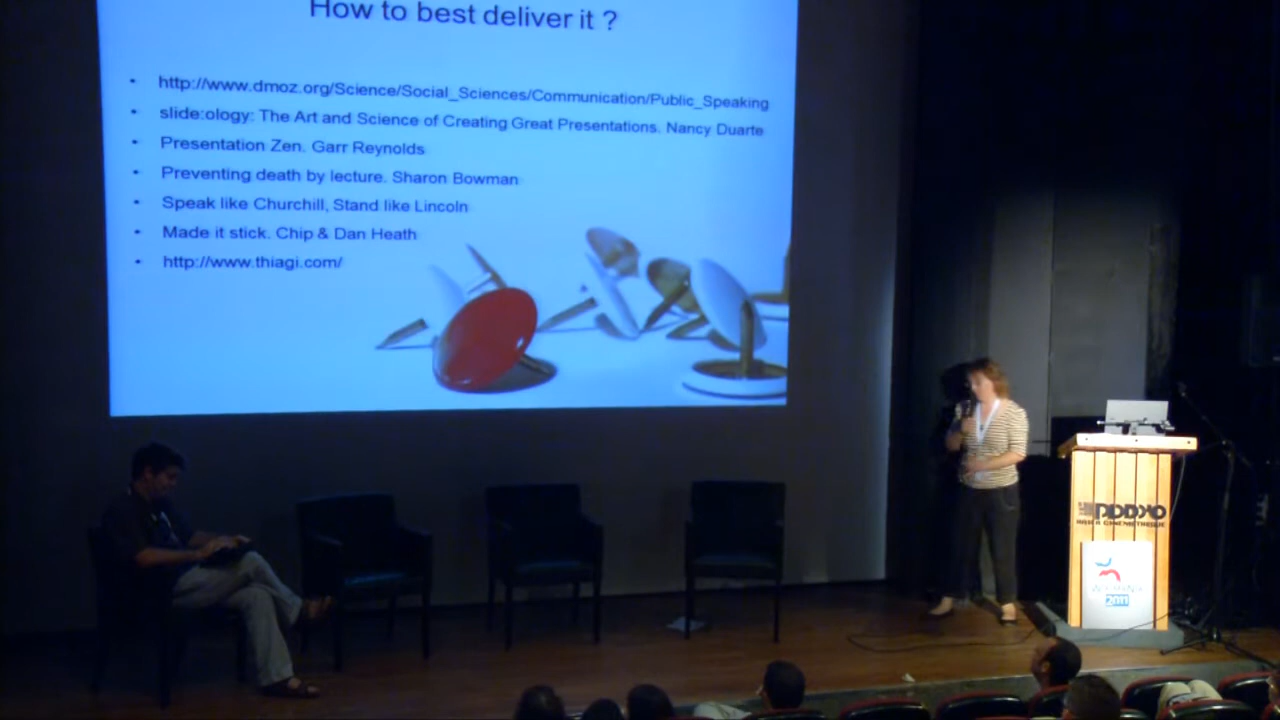 How to best deliver it ?
• http://www.dmoz.org/Science/Social_Sciences/Communication/Public_Speaking
• slide:ology: The Art and Science of Creating Great Presentations. Nancy Duarte
• Presentation Zen. Garr Reynolds
• Preventing death by lecture. Sharon Bowman
• Speak like Churchill, Stand like Lincoln
• Made it stick. Chip & Dan Heath
• http://www.thiagi.com/
HAIFA CINEMATHEQUE
2011